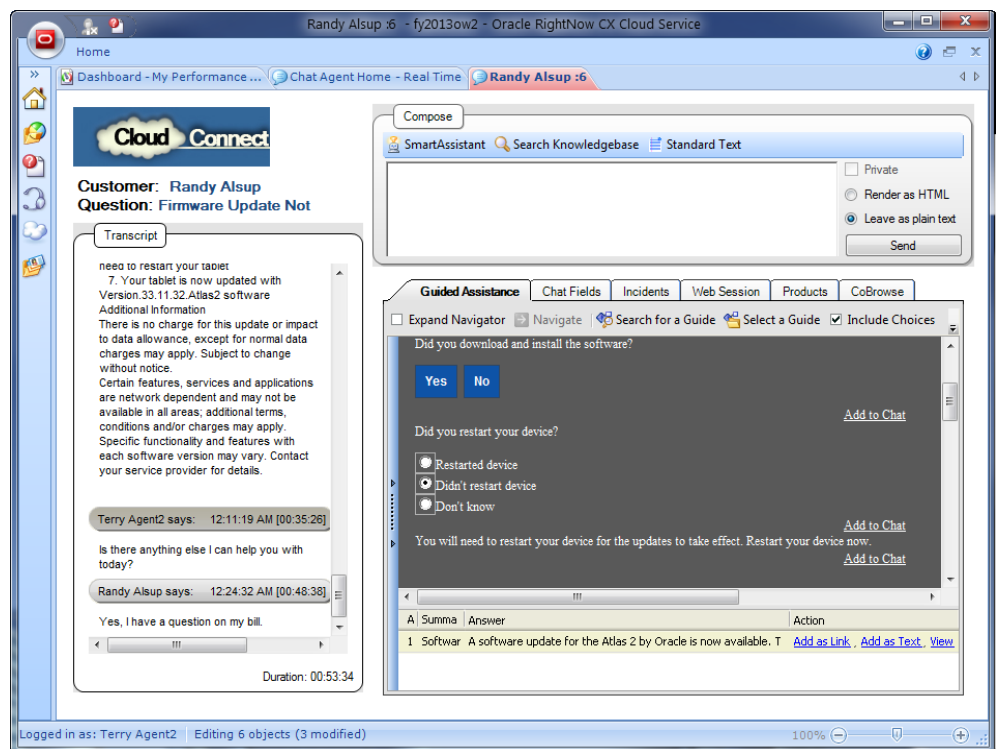 Randy Alsup :6 - fy2013ow2 - Oracle RightNow CX Cloud Service
Home
Dashboard - My Performance ...
Chat Agent Home - Real Time
Randy Alsup :6
Cloud Connect
Customer: Randy Alsup
Question: Firmware Update Not
Transcript
need to restart your tablet
7. Your tablet is now updated with
Version.33.11.32.Atlas2 software
Additional Information
There is no charge for this update or impact
to data allowance, except for normal data
charges may apply. Subject to change
without notice.
Certain features, services and applications
are network dependent and may not be
available in all areas; additional terms,
conditions and/or charges may apply.
Specific functionality and features with
each software version may vary. Contact
your service provider for details.
Terry Agent2 says: 12:11:19 AM [00:35:26]
Is there anything else I can help you with
today?
Randy Alsup says: 12:24:32 AM [00:48:38]
Yes, I have a question on my bill.
Duration: 00:53:34
Compose
SmartAssistant Search Knowledgebase Standard Text
Private
Render as HTML
Leave as plain text
Send
Guided Assistance Chat Fields Incidents Web Session Products CoBrowse
Expand Navigator Navigate Search for a Guide Select a Guide Include Choices
Did you download and install the software?
Yes No
Add to Chat
Did you restart your device?
Restarted device
Didn't restart device
Don't know
Add to Chat
You will need to restart your device for the updates to take effect. Restart your device now.
Add to Chat
A Summa Answer Action
1 Softwar A software update for the Atlas 2 by Oracle is now available. T Add as Link , Add as Text , View
Logged in as: Terry Agent2 Editing 6 objects (3 modified) 100%